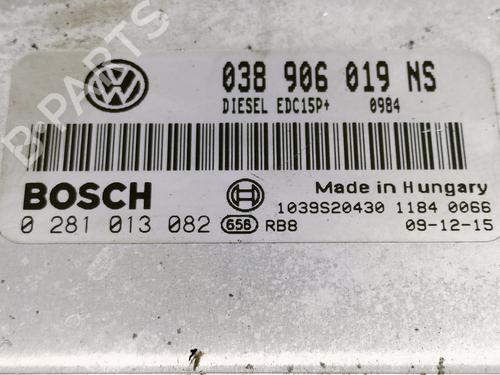 038 906 019 NS
DIESEL EDC15P+ 0984
BOSCH
Made in Hungary
0 281 013 082 656 RB8
1039S20430 1184 0066
09-12-15
B-PARTS